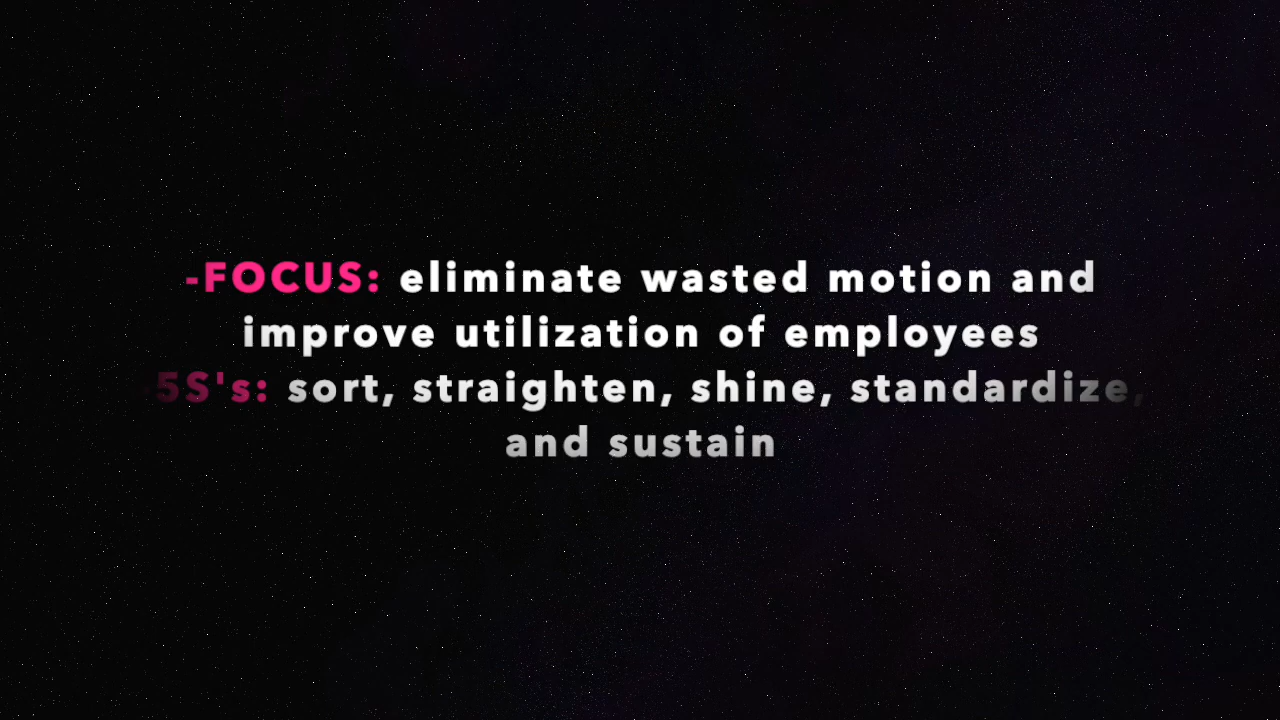 -FOCUS: eliminate wasted motion and
improve utilization of employees
-5S's: sort, straighten, shine, standardize,
and sustain